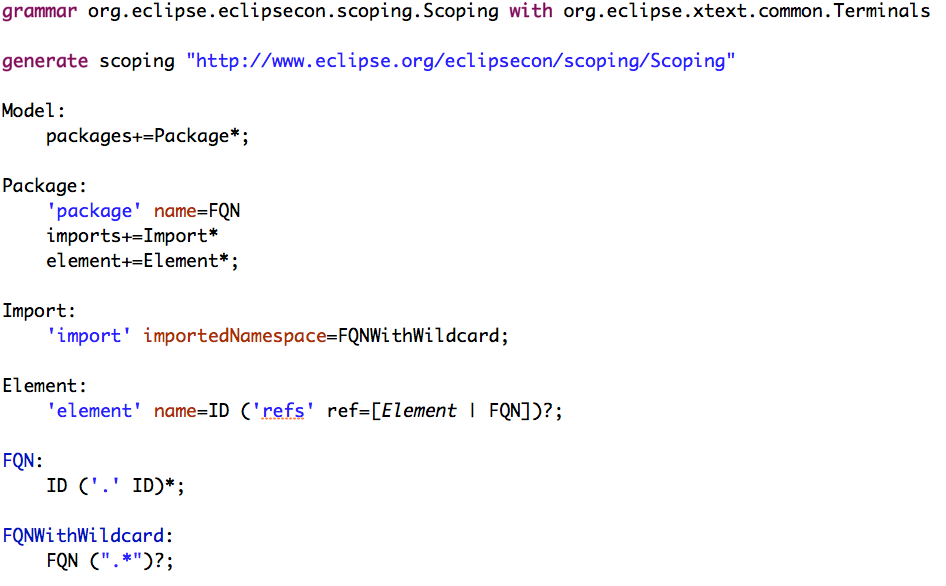 grammar org.eclipse.eclipsecon.scoping.Scoping with org.eclipse.xtext.common.Terminals
generate scoping "http://www.eclipse.org/eclipsecon/scoping/Scoping"
Model:
packages+=Package*;
Package:
'package' name=FQN
imports+=Import*
element+=Element*;
Import:
'import' importedNamespace=FQNWithWildcard;
Element:
'element' name=ID ('refs' ref=[Element | FQN])?;
FQN:
ID ('.' ID)*;
FQNWithWildcard:
FQN (".*")?;